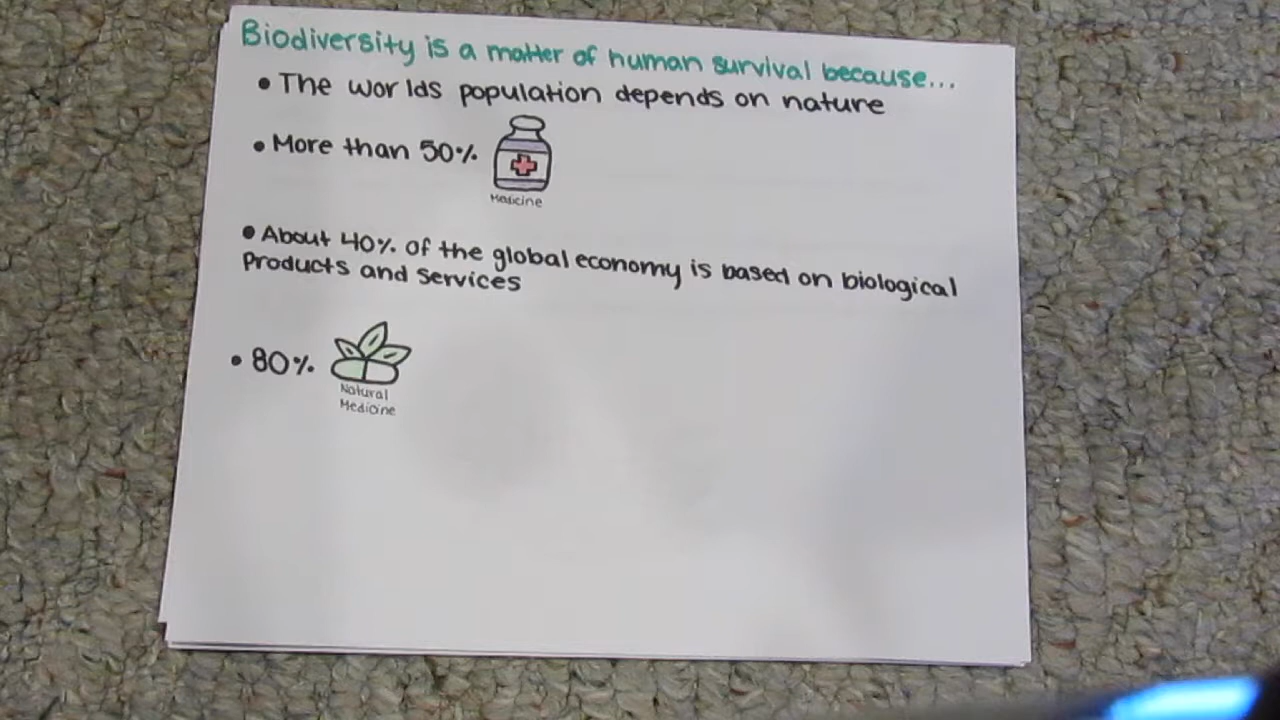 Biodiversity is a matter of human survival because...
• The worlds population depends on nature
• More than 50%
Medicine
• About 40% of the global economy is based on biological
Products and services
• 80%
Natural
Medicine